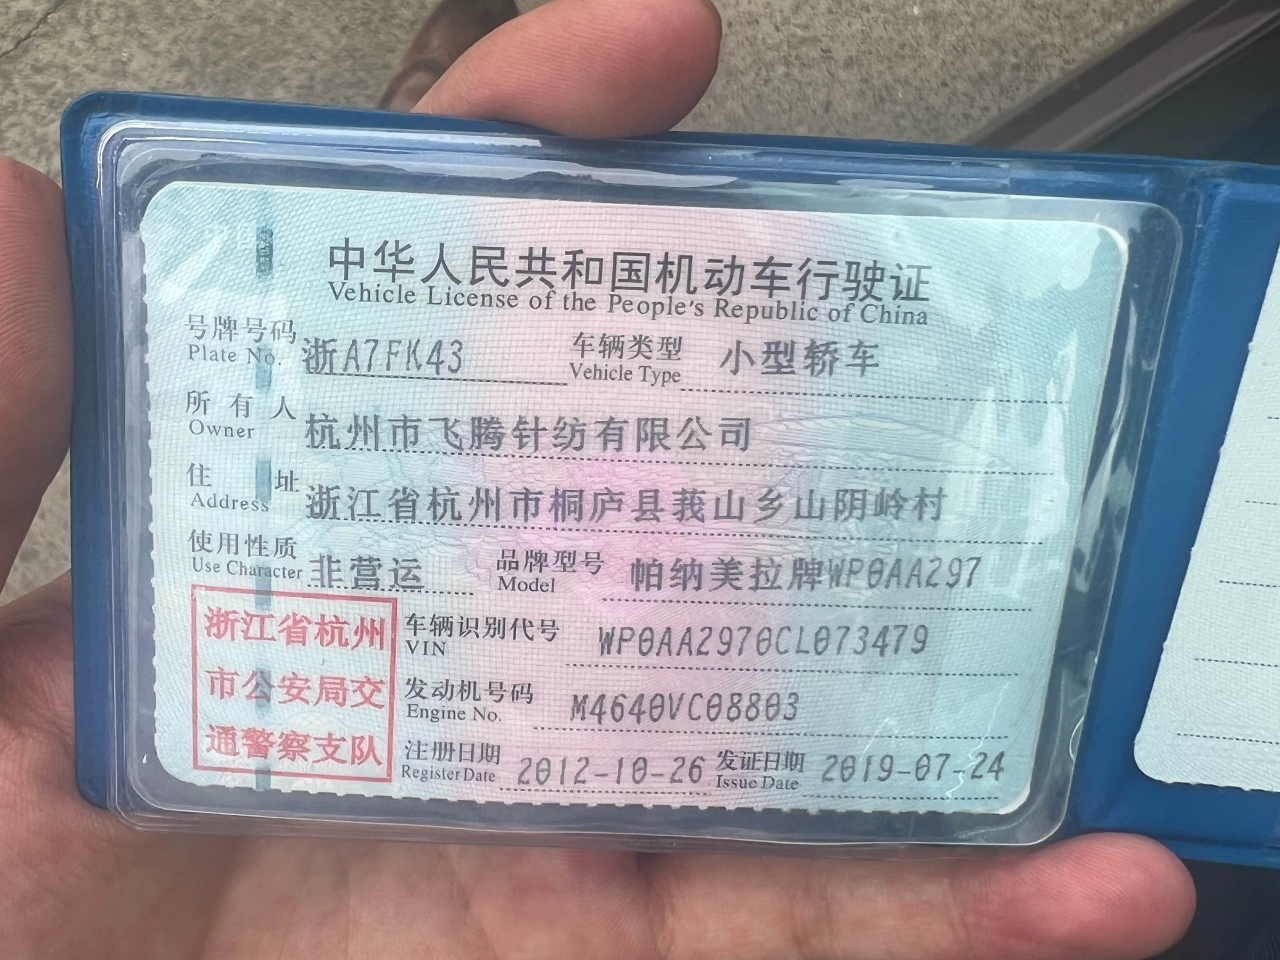 中华人民共和国机动车行驶证
Vehicle License of the People's Republic of China
号牌号码 浙A7FK43 车辆类型 小型轿车
Plate No. Vehicle Type
所有人 杭州市飞腾针纺有限公司
Owner
住址 浙江省杭州市桐庐县莪山乡山阴岭村
Address
使用性质 非营运 品牌型号 帕纳美拉牌WP0AA297
Use Character Model
浙江省杭州
市公安局交
通警察支队
车辆识别代号 WP0AA2970CL073479
VIN
发动机号码 M4640VC08803
Engine No.
注册日期 2012-10-26 发证日期 2019-07-24
Register Date Issue Date